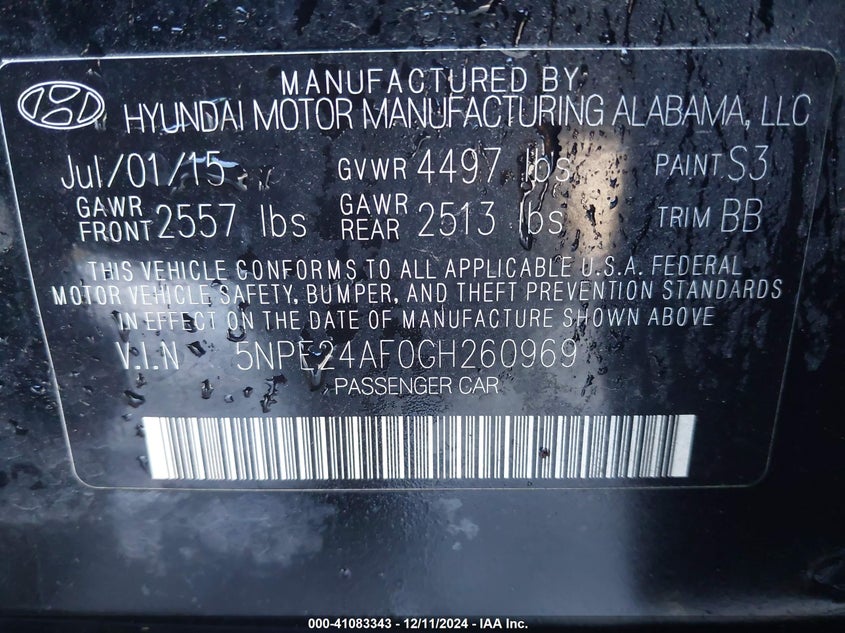 MANUFACTURED BY
HYUNDAI MOTOR MANUFACTURING ALABAMA, LLC
Jul/01/15 GVWR 4497 lbs PAINT S3
GAWR FRONT 2557 lbs GAWR REAR 2513 lbs TRIM BB
THIS VEHICLE CONFORMS TO ALL APPLICABLE U.S.A. FEDERAL
MOTOR VEHICLE SAFETY, BUMPER, AND THEFT PREVENTION STANDARDS
IN EFFECT ON THE DATE OF MANUFACTURE SHOWN ABOVE
V.I.N 5NPE24AF0GH260969
PASSENGER CAR
000-41083343 - 12/11/2024 - IAA Inc.